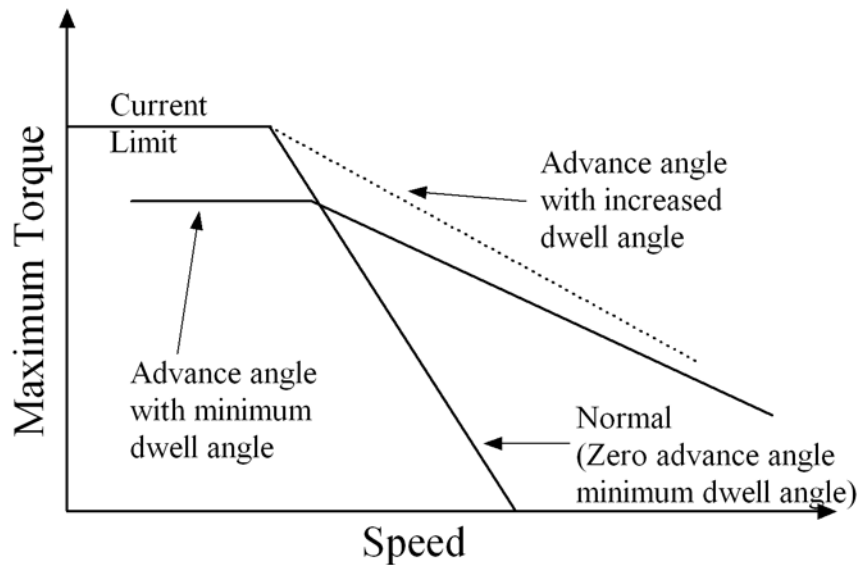 Maximum Torque
Current
Limit
Advance angle
with increased
dwell angle
Advance angle
with minimum
dwell angle
Normal
(Zero advance angle
minimum dwell angle)
Speed